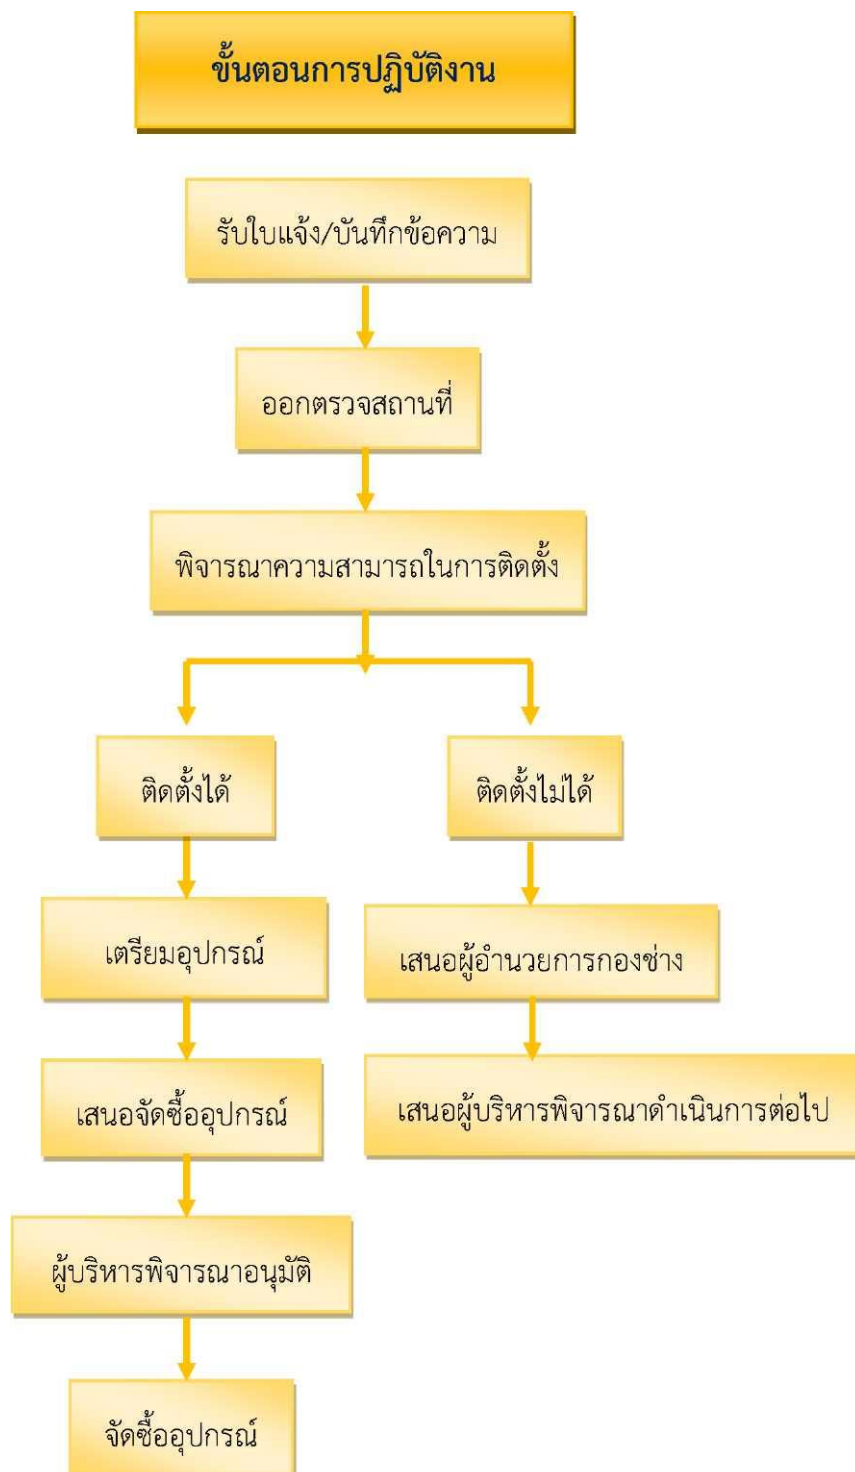 ขั้นตอนการปฏิบัติงาน
รับใบแจ้ง/บันทึกข้อความ
ออกตรวจสถานที่
พิจารณาความสามารถในการติดตั้ง
ติดตั้งได้
ติดตั้งไม่ได้
เตรียมอุปกรณ์
เสนอผู้อำนวยการกองช่าง
เสนอจัดซื้ออุปกรณ์
เสนอผู้บริหารพิจารณาดำเนินการต่อไป
ผู้บริหารพิจารณาอนุมัติ
จัดซื้ออุปกรณ์